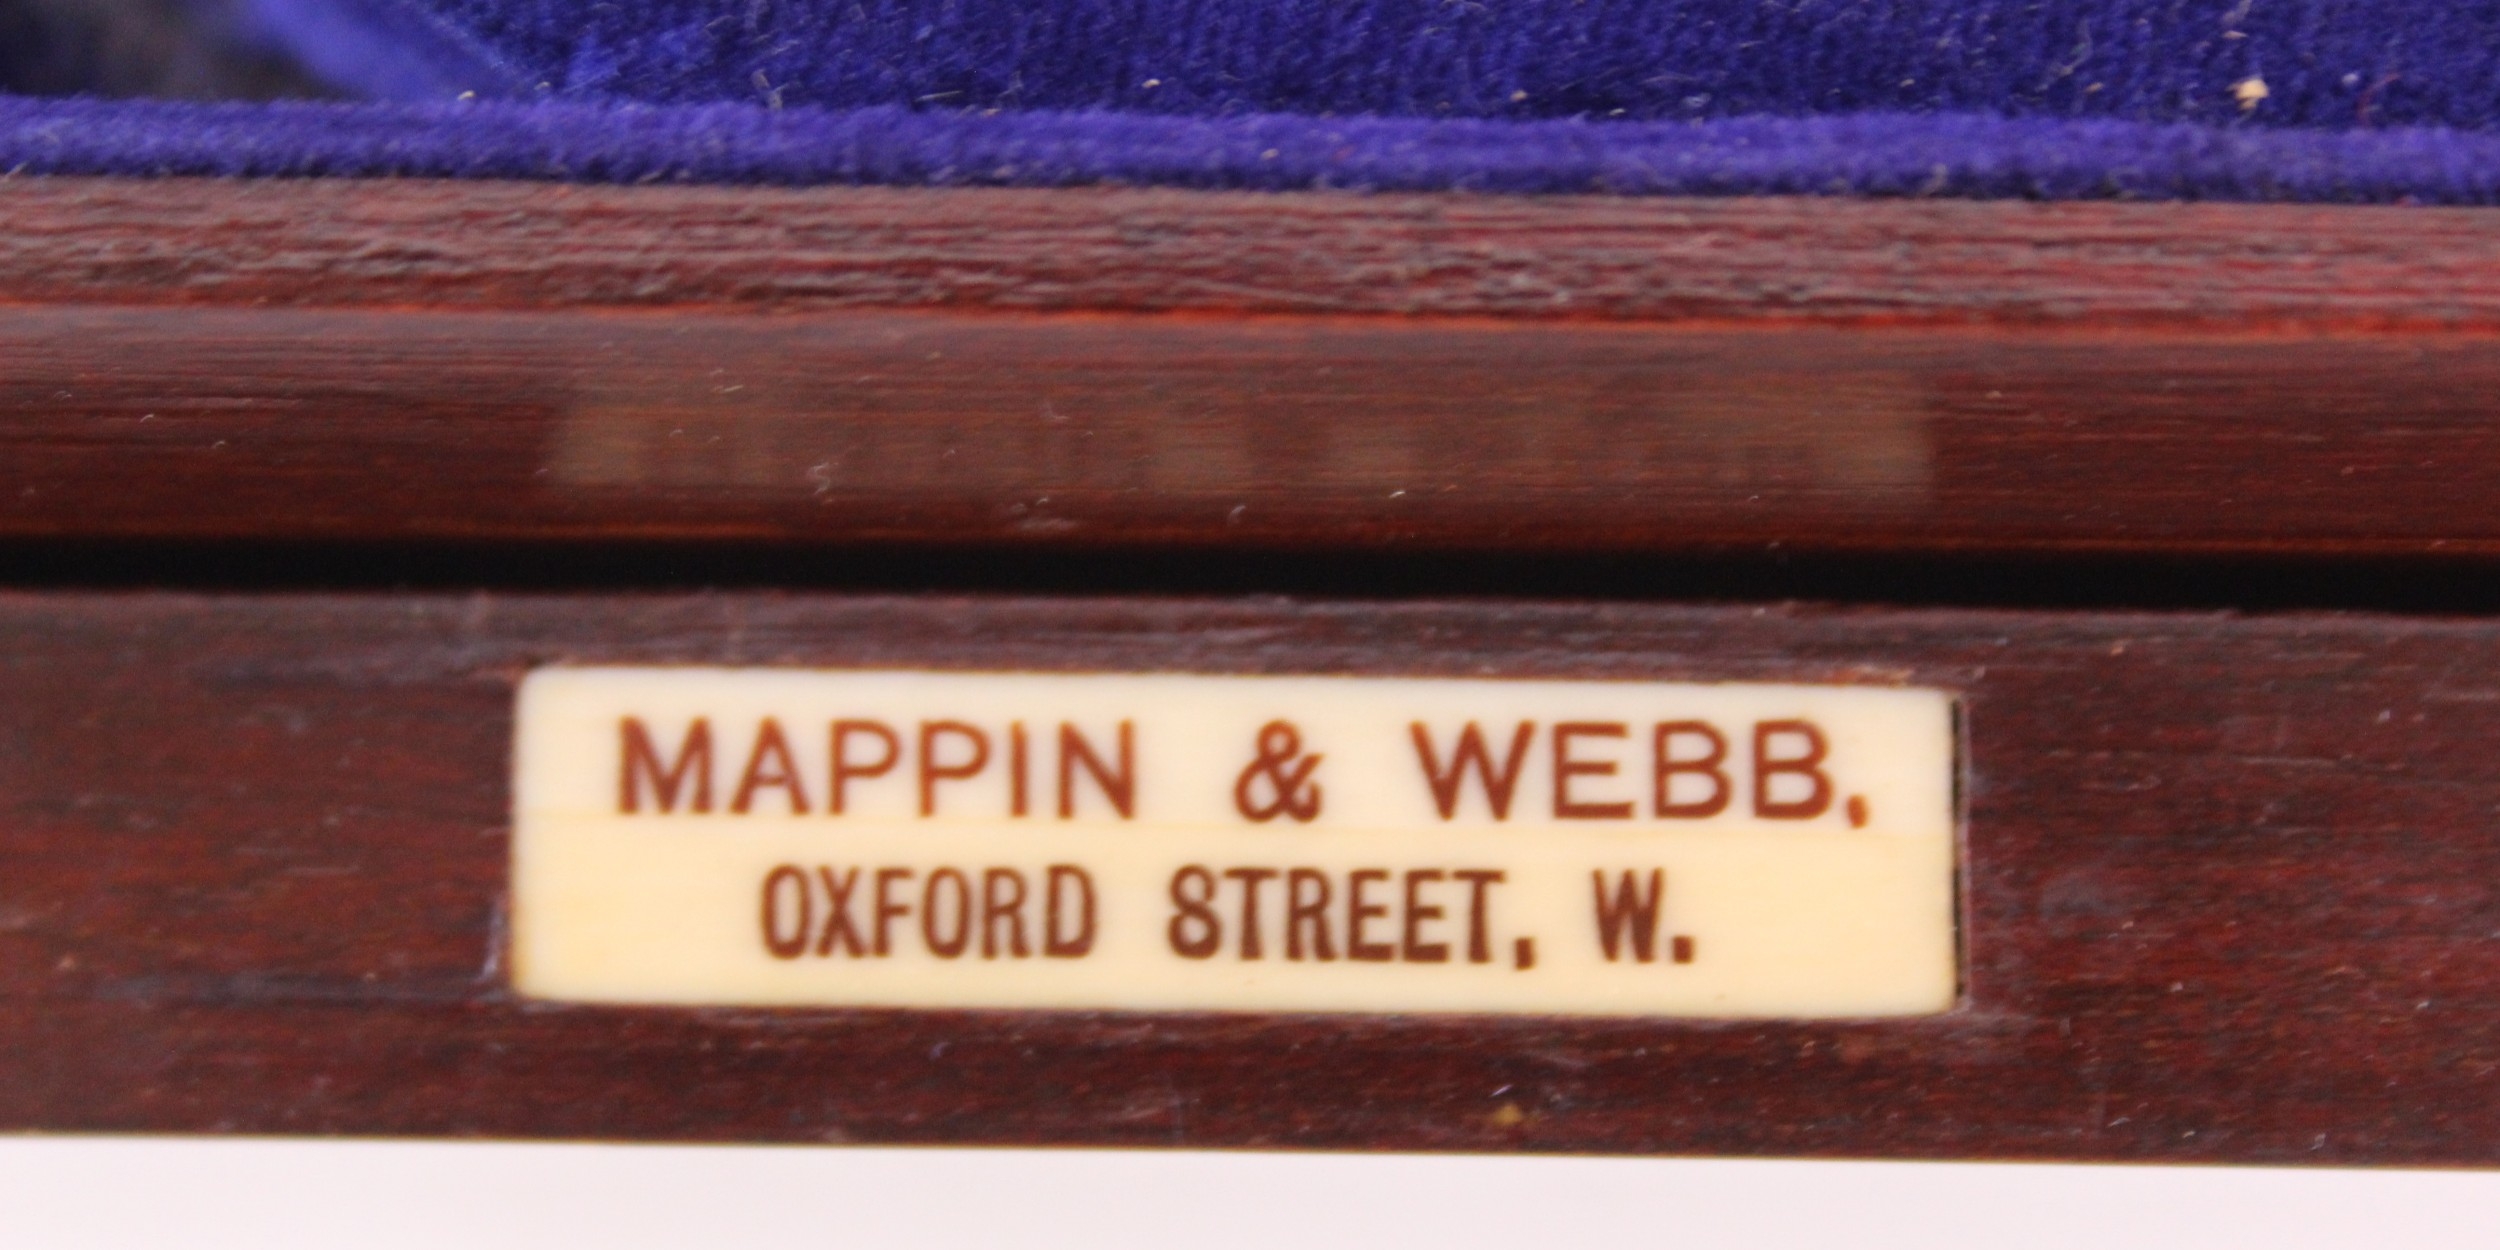 MAPPIN & WEBB,
OXFORD STREET, W.